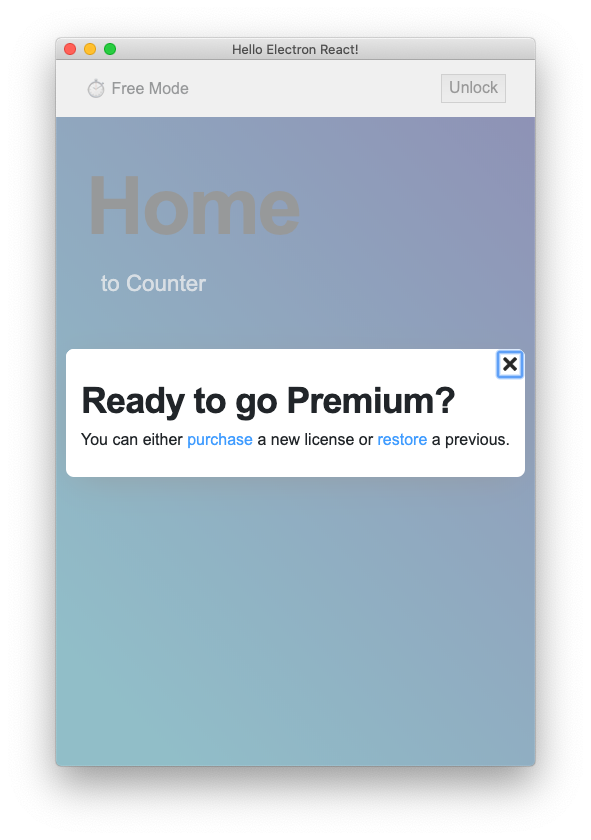 Hello Electron React!
Free Mode
Unlock
Home
to Counter
Ready to go Premium?
You can either purchase a new license or restore a previous.